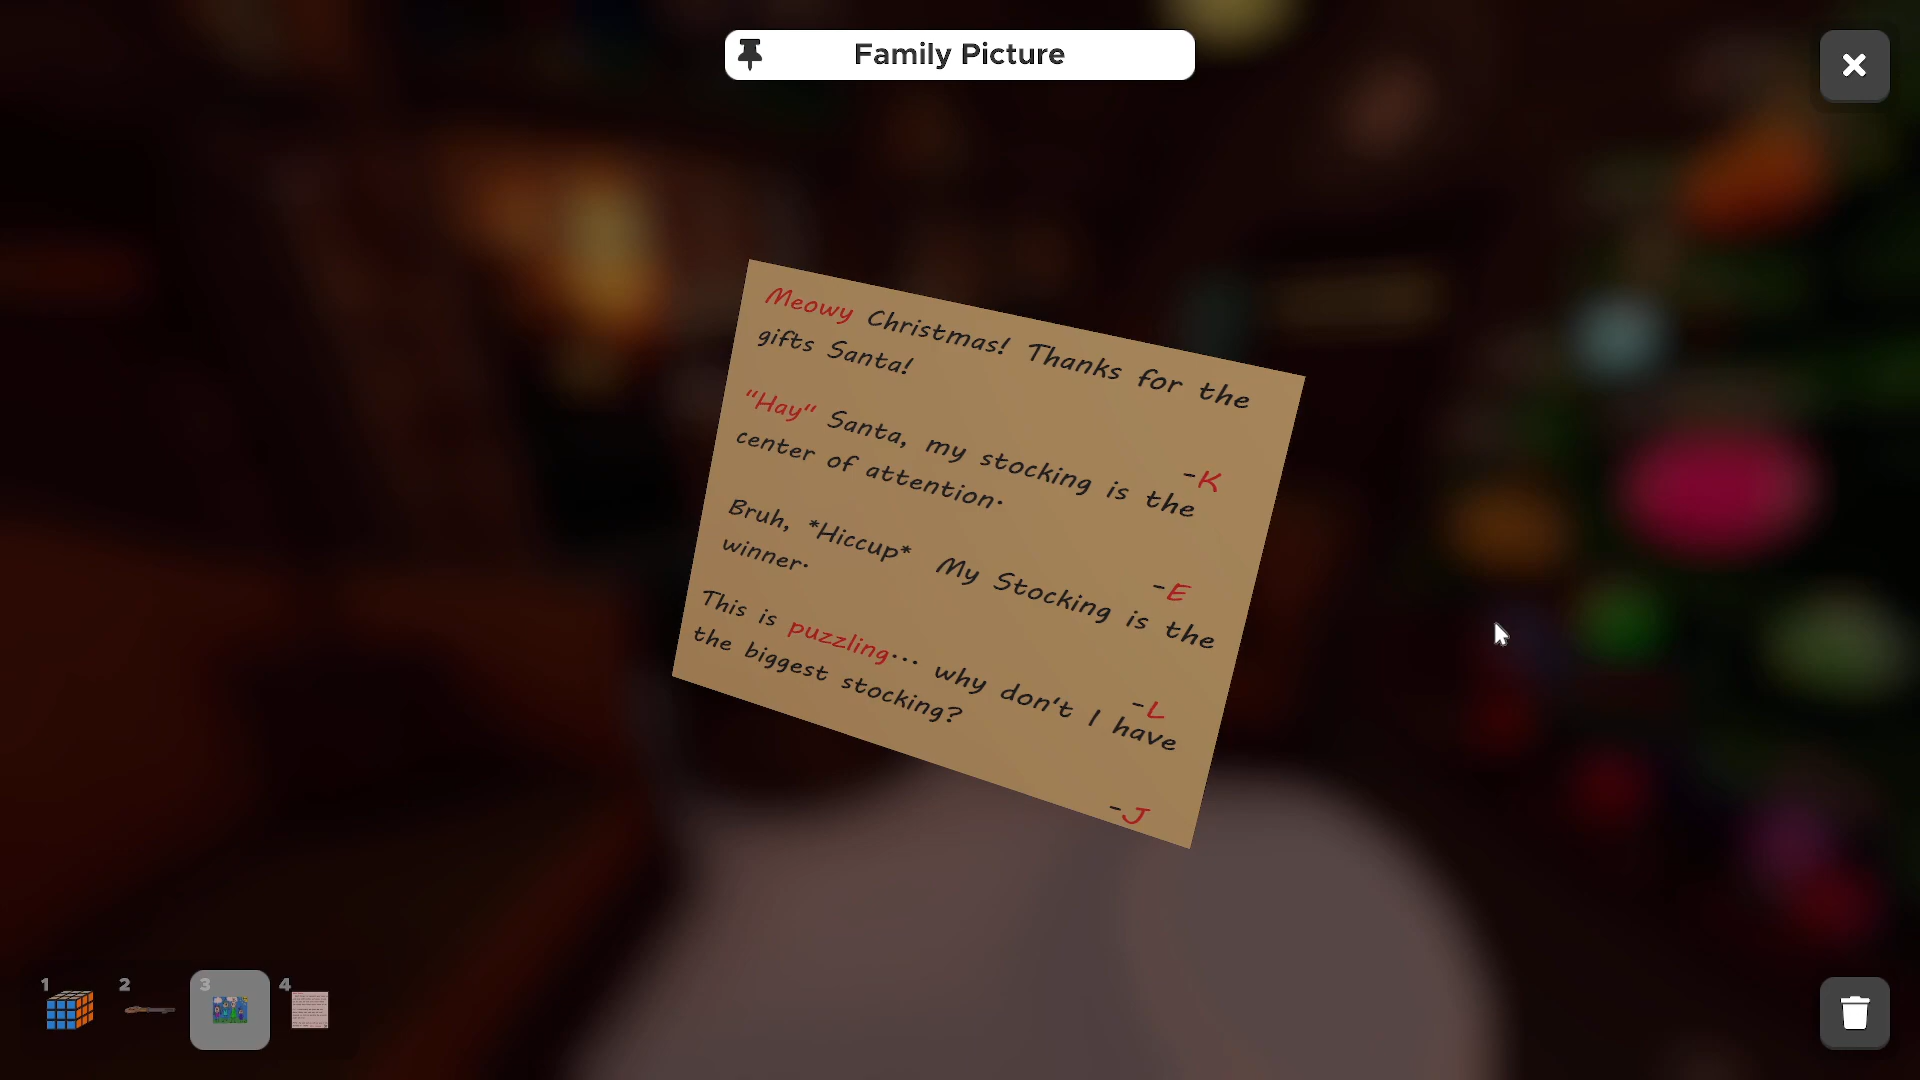 Family Picture
Meowy Christmas! Thanks for the
gifts Santa!
-K
"Hay" Santa, my stocking is the
center of attention.
-E
Bruh, *Hiccup* My Stocking is the
winner.
-L
This is puzzling... why don't I have
the biggest stocking?
-J
1 2 3 4